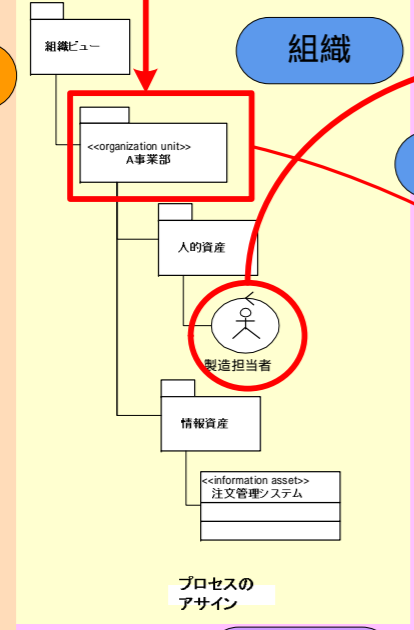 組織ビュー
組織
<<organization unit>>
A事業部
人的資産
製造担当者
情報資産
<<information asset>>
注文管理システム
プロセスの
アサイン